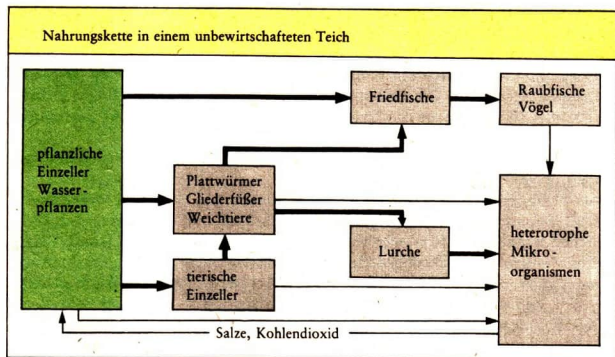 Nahrungskette in einem unbewirtschafteten Teich
pflanzliche
Einzeller
Wasser-
pflanzen
Friedfische
Raubfische
Vögel
Plattwürmer
Gliederfüßer
Weichtiere
Lurche
heterotrophe
Mikro-
organismen
tierische
Einzeller
Salze, Kohlendioxid